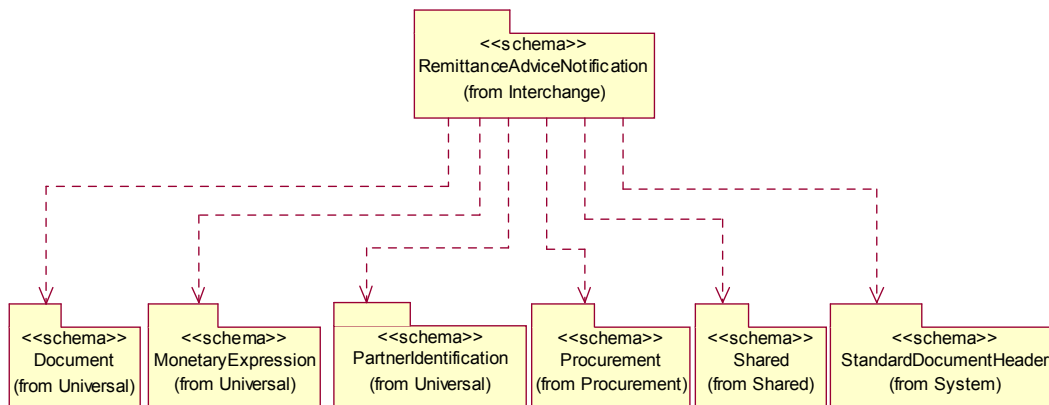 <<schema>>
RemittanceAdviceNotification
(from Interchange)
<<schema>>
Document
(from Universal)
<<schema>>
MonetaryExpression
(from Universal)
<<schema>>
PartnerIdentification
(from Universal)
<<schema>>
Procurement
(from Procurement)
<<schema>>
Shared
(from Shared)
<<schema>>
StandardDocumentHeader
(from System)